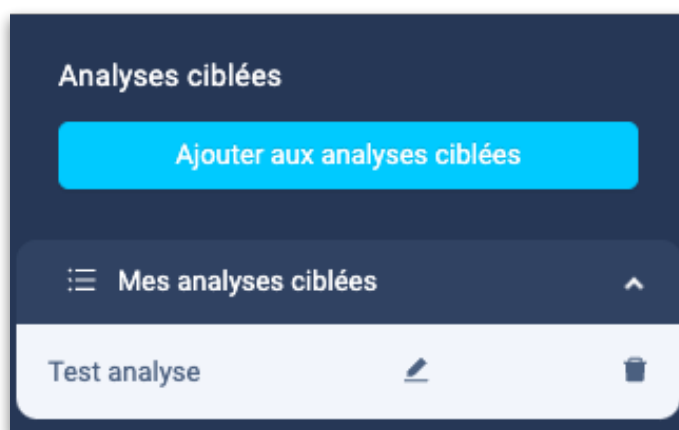 Analyses ciblées
Ajouter aux analyses ciblées
Mes analyses ciblées
Test analyse